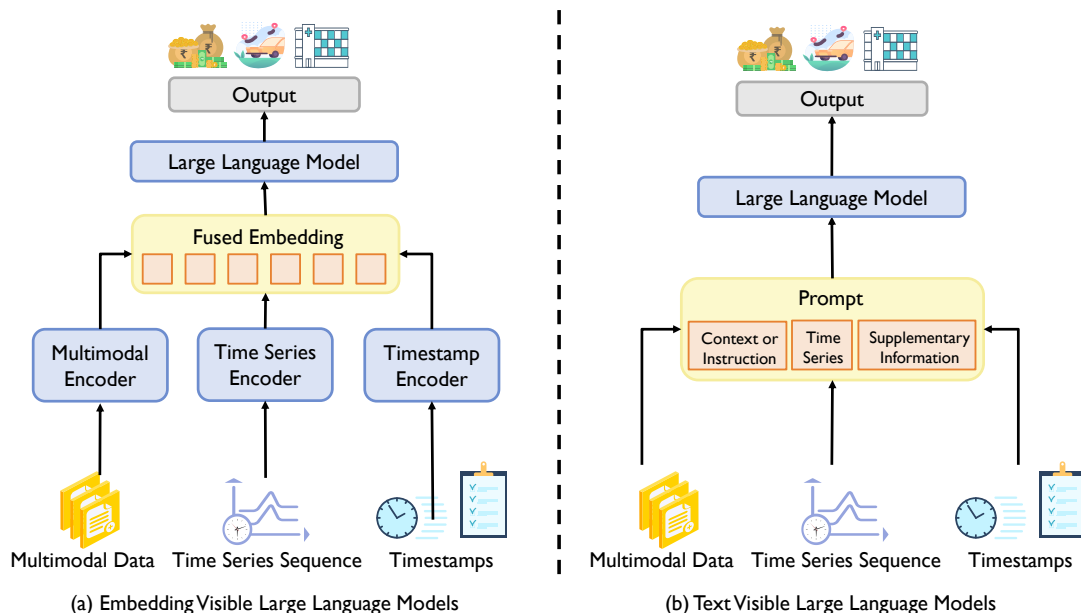 Output
Large Language Model
Fused Embedding
Multimodal
Encoder
Time Series
Encoder
Timestamp
Encoder
Multimodal Data
Time Series Sequence
Timestamps
(a) Embedding Visible Large Language Models
₹
₹
Output
Large Language Model
Prompt
Context or
Instruction
Time
Series
Supplementary
Information
Multimodal Data
Time Series Sequence
Timestamps
(b) Text Visible Large Language Models
₹
₹